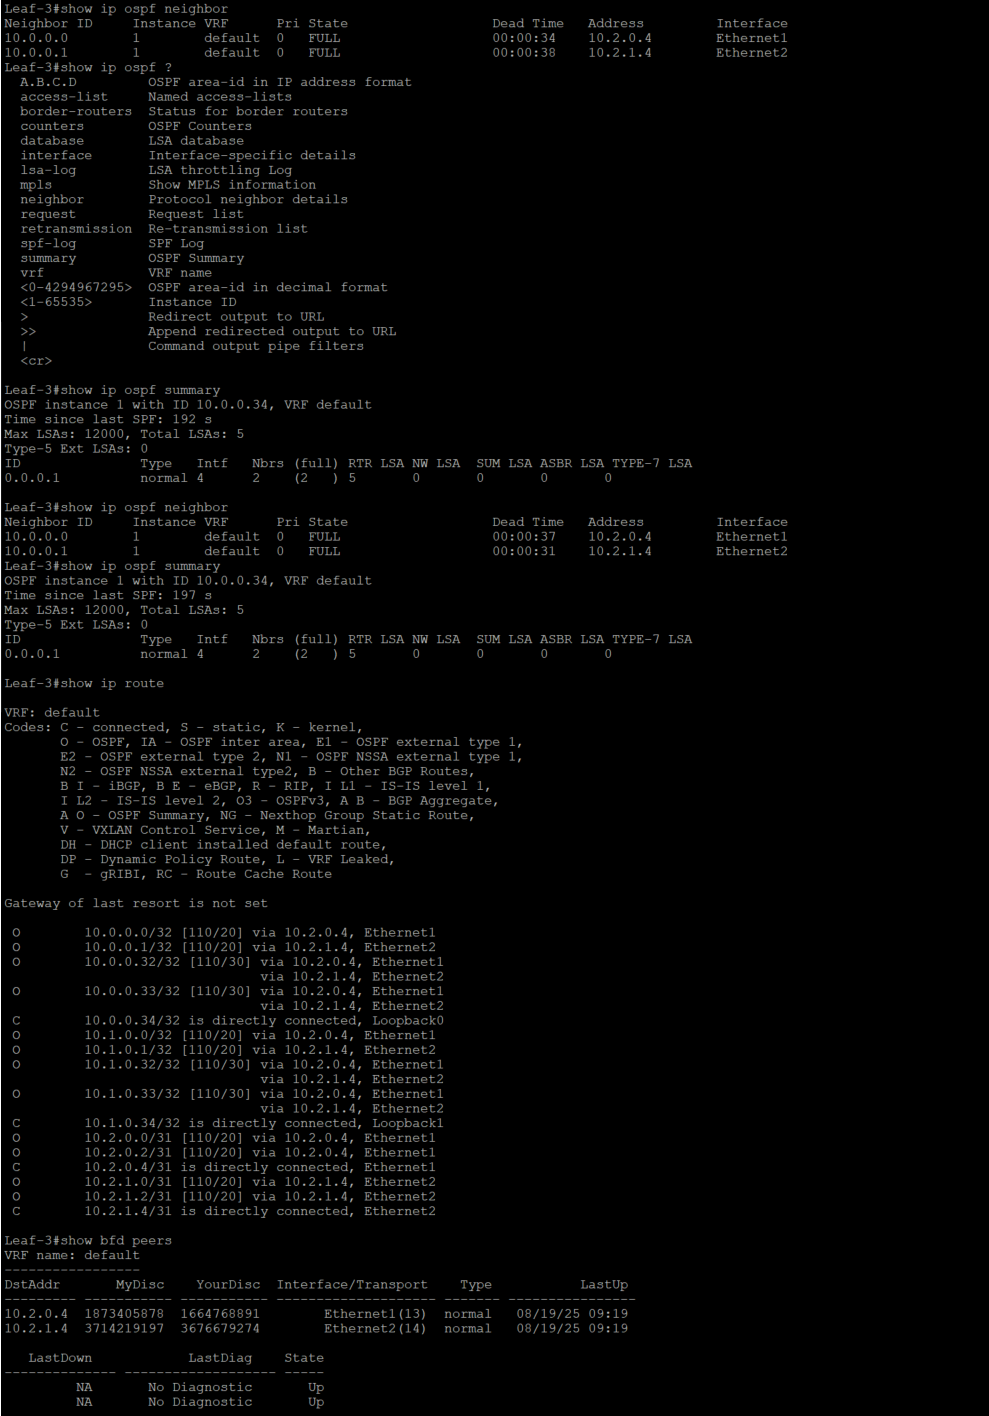 Leaf-3#show ip ospf neighbor
Neighbor ID     Instance VRF      Pri State                  Dead Time   Address         Interface
10.0.0.0        1        default  0   FULL                   00:00:34    10.2.0.4        Ethernet1
10.0.0.1        1        default  0   FULL                   00:00:38    10.2.1.4        Ethernet2
Leaf-3#show ip ospf ?
  A.B.C.D         OSPF area-id in IP address format
  access-list     Named access-lists
  border-routers  Status for border routers
  counters        OSPF Counters
  database        LSA database
  interface       Interface-specific details
  lsa-log         LSA throttling Log
  mpls            Show MPLS information
  neighbor        Protocol neighbor details
  request         Request list
  retransmission  Re-transmission list
  spf-log         SPF Log
  summary         OSPF Summary
  vrf             VRF name
  <0-4294967295>  OSPF area-id in decimal format
  <1-65535>       Instance ID
  >               Redirect output to URL
  >>              Append redirected output to URL
  |               Command output pipe filters
  <cr>
Leaf-3#show ip ospf summary
OSPF instance 1 with ID 10.0.0.34, VRF default
Time since last SPF: 192 s
Max LSAs: 12000, Total LSAs: 5
Type-5 Ext LSAs: 0
ID               Type   Intf   Nbrs (full) RTR LSA NW LSA  SUM LSA ASBR LSA TYPE-7 LSA
0.0.0.1          normal 4      2    (2   ) 5       0       0       0       0
Leaf-3#show ip ospf neighbor
Neighbor ID     Instance VRF      Pri State                  Dead Time   Address         Interface
10.0.0.0        1        default  0   FULL                   00:00:37    10.2.0.4        Ethernet1
10.0.0.1        1        default  0   FULL                   00:00:31    10.2.1.4        Ethernet2
Leaf-3#show ip ospf summary
OSPF instance 1 with ID 10.0.0.34, VRF default
Time since last SPF: 197 s
Max LSAs: 12000, Total LSAs: 5
Type-5 Ext LSAs: 0
ID               Type   Intf   Nbrs (full) RTR LSA NW LSA  SUM LSA ASBR LSA TYPE-7 LSA
0.0.0.1          normal 4      2    (2   ) 5       0       0       0       0
Leaf-3#show ip route
VRF: default
Codes: C - connected, S - static, K - kernel,
       O - OSPF, IA - OSPF inter area, E1 - OSPF external type 1,
       E2 - OSPF external type 2, N1 - OSPF NSSA external type 1,
       N2 - OSPF NSSA external type2, B - Other BGP Routes,
       B I - iBGP, B E - eBGP, R - RIP, I L1 - IS-IS level 1,
       I L2 - IS-IS level 2, O3 - OSPFv3, A B - BGP Aggregate,
       A O - OSPF Summary, NG - Nexthop Group Static Route,
       V - VXLAN Control Service, M - Martian,
       DH - DHCP client installed default route,
       DP - Dynamic Policy Route, L - VRF Leaked,
       G  - gRIBI, RC - Route Cache Route
Gateway of last resort is not set
 O        10.0.0.0/32 [110/20] via 10.2.0.4, Ethernet1
 O        10.0.0.1/32 [110/20] via 10.2.1.4, Ethernet2
 O        10.0.0.32/32 [110/30] via 10.2.0.4, Ethernet1
                                via 10.2.1.4, Ethernet2
 O        10.0.0.33/32 [110/30] via 10.2.0.4, Ethernet1
                                via 10.2.1.4, Ethernet2
 C        10.0.0.34/32 is directly connected, Loopback0
 O        10.1.0.0/32 [110/20] via 10.2.0.4, Ethernet1
 O        10.1.0.1/32 [110/20] via 10.2.1.4, Ethernet2
 O        10.1.0.32/32 [110/30] via 10.2.0.4, Ethernet1
                                via 10.2.1.4, Ethernet2
 O        10.1.0.33/32 [110/30] via 10.2.0.4, Ethernet1
                                via 10.2.1.4, Ethernet2
 C        10.1.0.34/32 is directly connected, Loopback1
 O        10.2.0.0/31 [110/20] via 10.2.0.4, Ethernet1
 O        10.2.0.2/31 [110/20] via 10.2.0.4, Ethernet1
 C        10.2.0.4/31 is directly connected, Ethernet1
 O        10.2.1.0/31 [110/20] via 10.2.1.4, Ethernet2
 O        10.2.1.2/31 [110/20] via 10.2.1.4, Ethernet2
 C        10.2.1.4/31 is directly connected, Ethernet2
Leaf-3#show bfd peers
VRF name: default
-----------------
DstAddr       MyDisc    YourDisc  Interface/Transport    Type           LastUp
--------- ----------- ----------- -------------------- ------- ----------------
10.2.0.4  1873405878  1664768891        Ethernet1(13)  normal   08/19/25 09:19
10.2.1.4  3714219197  3676679274        Ethernet2(14)  normal   08/19/25 09:19
   LastDown            LastDiag    State
-------------- ------------------- -----
         NA       No Diagnostic       Up
         NA       No Diagnostic       Up